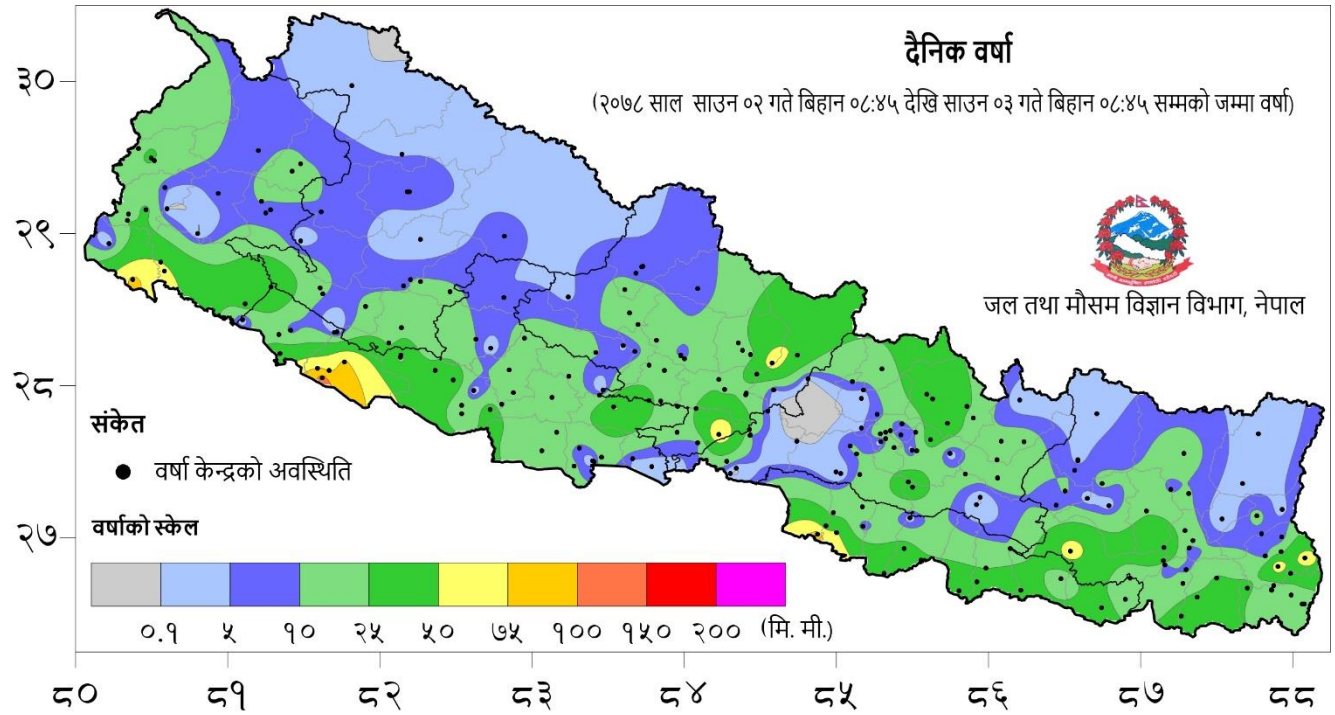 दैनिक वर्षा
(२०७८ साल साउन ०२ गते बिहान ०८:४५ देखि साउन ०३ गते बिहान ०८:४५ सम्मको जम्मा वर्षा)
३०
२९
जल तथा मौसम विज्ञान विभाग, नेपाल
२८
संकेत
वर्षा केन्द्रको अवस्थिति
वर्षाको स्केल
२७
०.१ ५ १० २५ ५० ७५ १०० १५० २०० (मि. मी.)
८० ८१ ८२ ८३ ८४ ८५ ८६ ८७ ८८